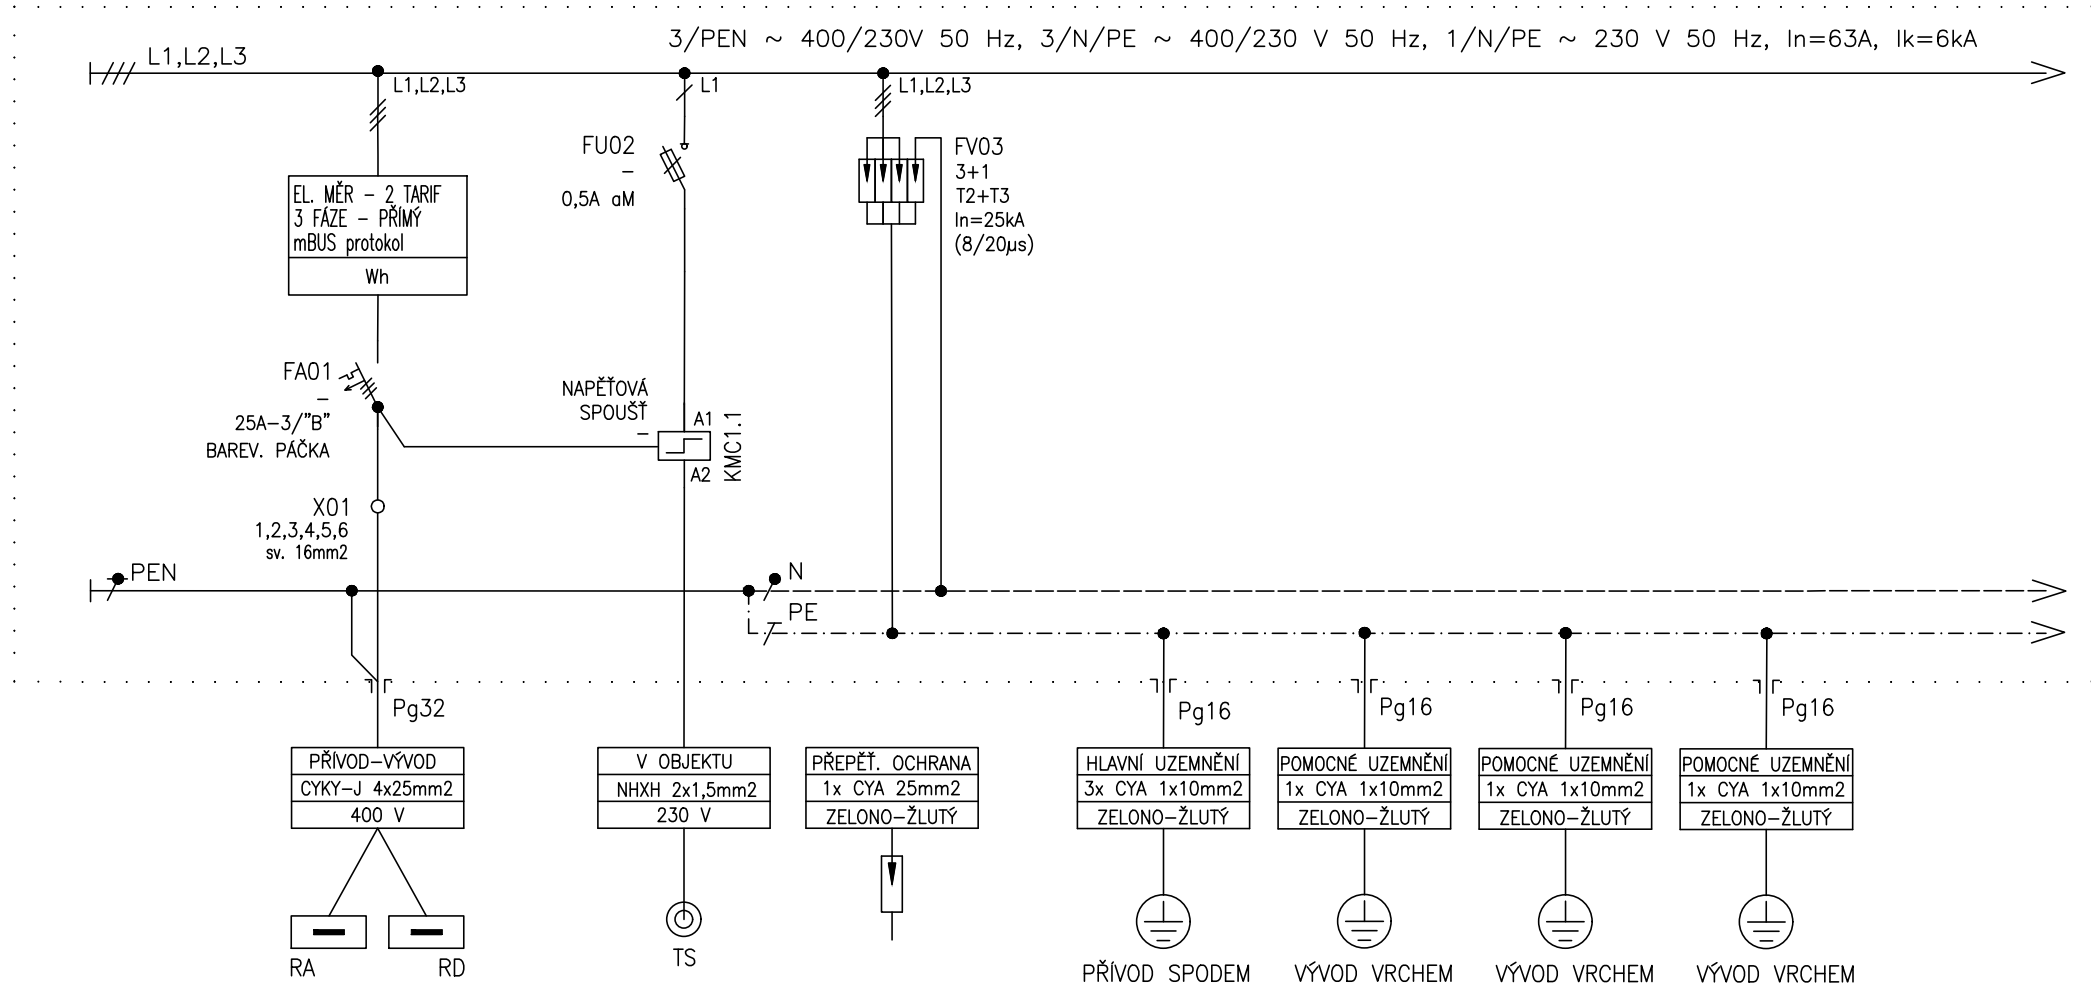 3/PEN ~ 400/230V 50 Hz, 3/N/PE ~ 400/230 V 50 Hz, 1/N/PE ~ 230 V 50 Hz, In=63A, Ik=6kA
L1,L2,L3
L1,L2,L3
L1
L1,L2,L3
EL. MĚR - 2 TARIF
3 FÁZE - PŘÍMÝ
mBUS protokol
Wh
FU02
-
0,5A aM
FV03
3+1
T2+T3
In=25kA
(8/20µs)
FA01
-
25A-3/"B"
BAREV. PÁČKA
NAPĚŤOVÁ
SPOUŠŤ
-
A1
A2
KMC1.1
X01
1,2,3,4,5,6
sv. 16mm2
PEN
N
PE
Pg32
Pg16
Pg16
Pg16
Pg16
PŘÍVOD-VÝVOD
CYKY-J 4x25mm2
400 V
RA
RD
V OBJEKTU
NHXH 2x1,5mm2
230 V
TS
PŘEPĚŤ. OCHRANA
1x CYA 25mm2
ZELONO-ŽLUTÝ
HLAVNÍ UZEMNĚNÍ
3x CYA 1x10mm2
ZELONO-ŽLUTÝ
PŘÍVOD SPODEM
POMOCNÉ UZEMNĚNÍ
1x CYA 1x10mm2
ZELONO-ŽLUTÝ
VÝVOD VRCHEM
POMOCNÉ UZEMNĚNÍ
1x CYA 1x10mm2
ZELONO-ŽLUTÝ
VÝVOD VRCHEM
POMOCNÉ UZEMNĚNÍ
1x CYA 1x10mm2
ZELONO-ŽLUTÝ
VÝVOD VRCHEM